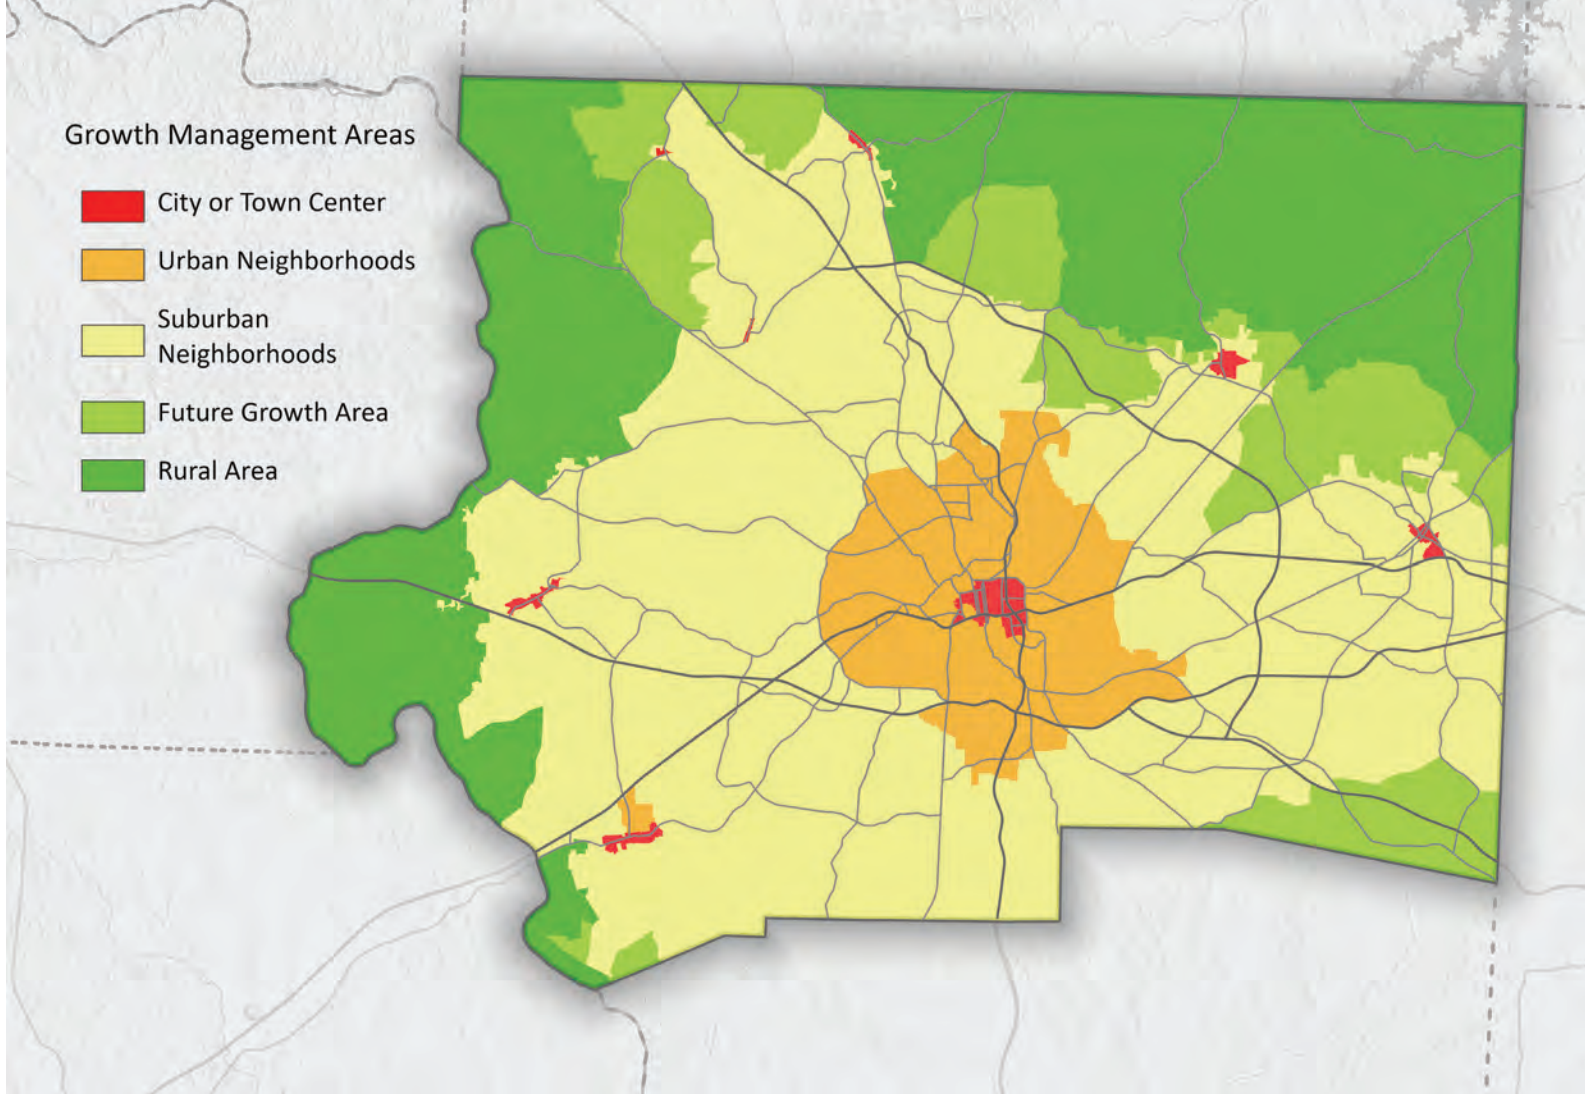 Growth Management Areas
City or Town Center
Urban Neighborhoods
Suburban
Neighborhoods
Future Growth Area
Rural Area